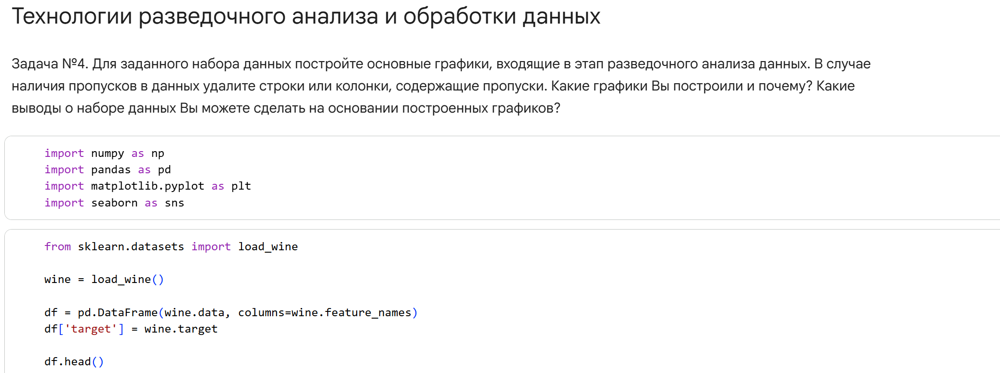 Технологии разведочного анализа и обработки данных
Задача №4. Для заданного набора данных постройте основные графики, входящие в этап разведочного анализа данных. В случае
наличия пропусков в данных удалите строки или колонки, содержащие пропуски. Какие графики Вы построили и почему? Какие
выводы о наборе данных Вы можете сделать на основании построенных графиков?
import numpy as np
import pandas as pd
import matplotlib.pyplot as plt
import seaborn as sns
from sklearn.datasets import load_wine
wine = load_wine()
df = pd.DataFrame(wine.data, columns=wine.feature_names)
df['target'] = wine.target
df.head()